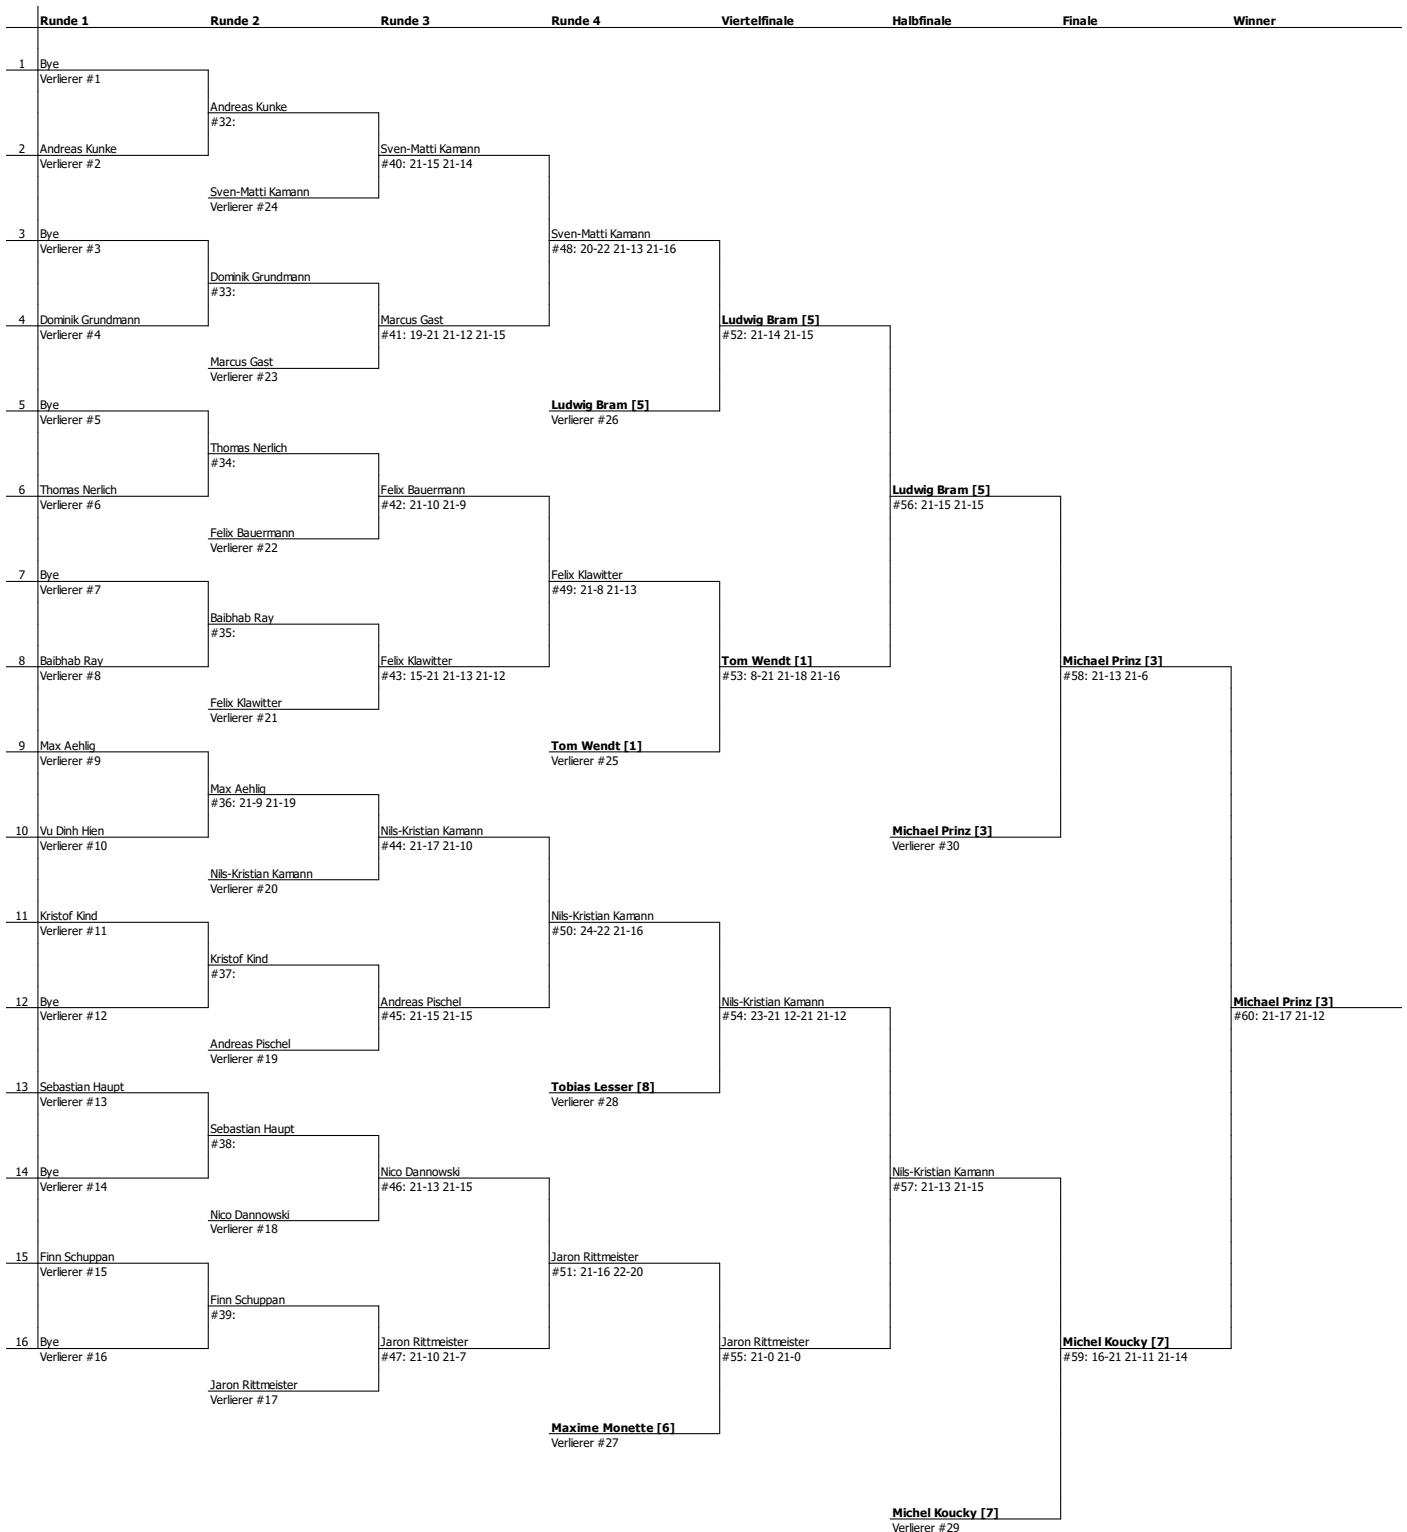 Runde 1 Runde 2 Runde 3 Runde 4 Viertelfinale Halbfinale Finale Winner
1 Bye
Verlierer #1
Andreas Kunke
#32:
2 Andreas Kunke Sven-Matti Kamann
Verlierer #2 #40: 21-15 21-14
Sven-Matti Kamann
Verlierer #24
3 Bye Sven-Matti Kamann
Verlierer #3 #48: 20-22 21-13 21-16
Dominik Grundmann
#33:
4 Dominik Grundmann Marcus Gast Ludwig Bram [5]
Verlierer #4 #41: 19-21 21-12 21-15 #52: 21-14 21-15
Marcus Gast
Verlierer #23
5 Bye Ludwig Bram [5]
Verlierer #5 Verlierer #26
Thomas Nerlich
#34:
6 Thomas Nerlich Felix Bauermann Ludwig Bram [5]
Verlierer #6 #42: 21-10 21-9 #56: 21-15 21-15
Felix Bauermann
Verlierer #22
7 Bye Felix Klawitter
Verlierer #7 #49: 21-8 21-13
Baibhab Ray
#35:
8 Baibhab Ray Felix Klawitter Tom Wendt [1] Michael Prinz [3]
Verlierer #8 #43: 15-21 21-13 21-12 #53: 8-21 21-18 21-16 #58: 21-13 21-6
Felix Klawitter
Verlierer #21
9 Max Aehlig Tom Wendt [1]
Verlierer #9 Verlierer #25
Max Aehlig
#36: 21-9 21-19
10 Vu Dinh Hien Nils-Kristian Kamann Michael Prinz [3]
Verlierer #10 #44: 21-17 21-10 Verlierer #30
Nils-Kristian Kamann
Verlierer #20
11 Kristof Kind Nils-Kristian Kamann
Verlierer #11 #50: 24-22 21-16
Kristof Kind
#37:
12 Bye Andreas Pischel Nils-Kristian Kamann Michael Prinz [3]
Verlierer #12 #45: 21-15 21-15 #54: 23-21 12-21 21-12 #60: 21-17 21-12
Andreas Pischel
Verlierer #19
13 Sebastian Haupt Tobias Lesser [8]
Verlierer #13 Verlierer #28
Sebastian Haupt
#38:
14 Bye Nico Dannowski Nils-Kristian Kamann
Verlierer #14 #46: 21-13 21-15 #57: 21-13 21-15
Nico Dannowski
Verlierer #18
15 Finn Schuppan Jaron Rittmeister
Verlierer #15 #51: 21-16 22-20
Finn Schuppan
#39:
16 Bye Jaron Rittmeister Jaron Rittmeister Michel Koucky [7]
Verlierer #16 #47: 21-10 21-7 #55: 21-0 21-0 #59: 16-21 21-11 21-14
Jaron Rittmeister
Verlierer #17
Maxime Monette [6]
Verlierer #27
Michel Koucky [7]
Verlierer #29